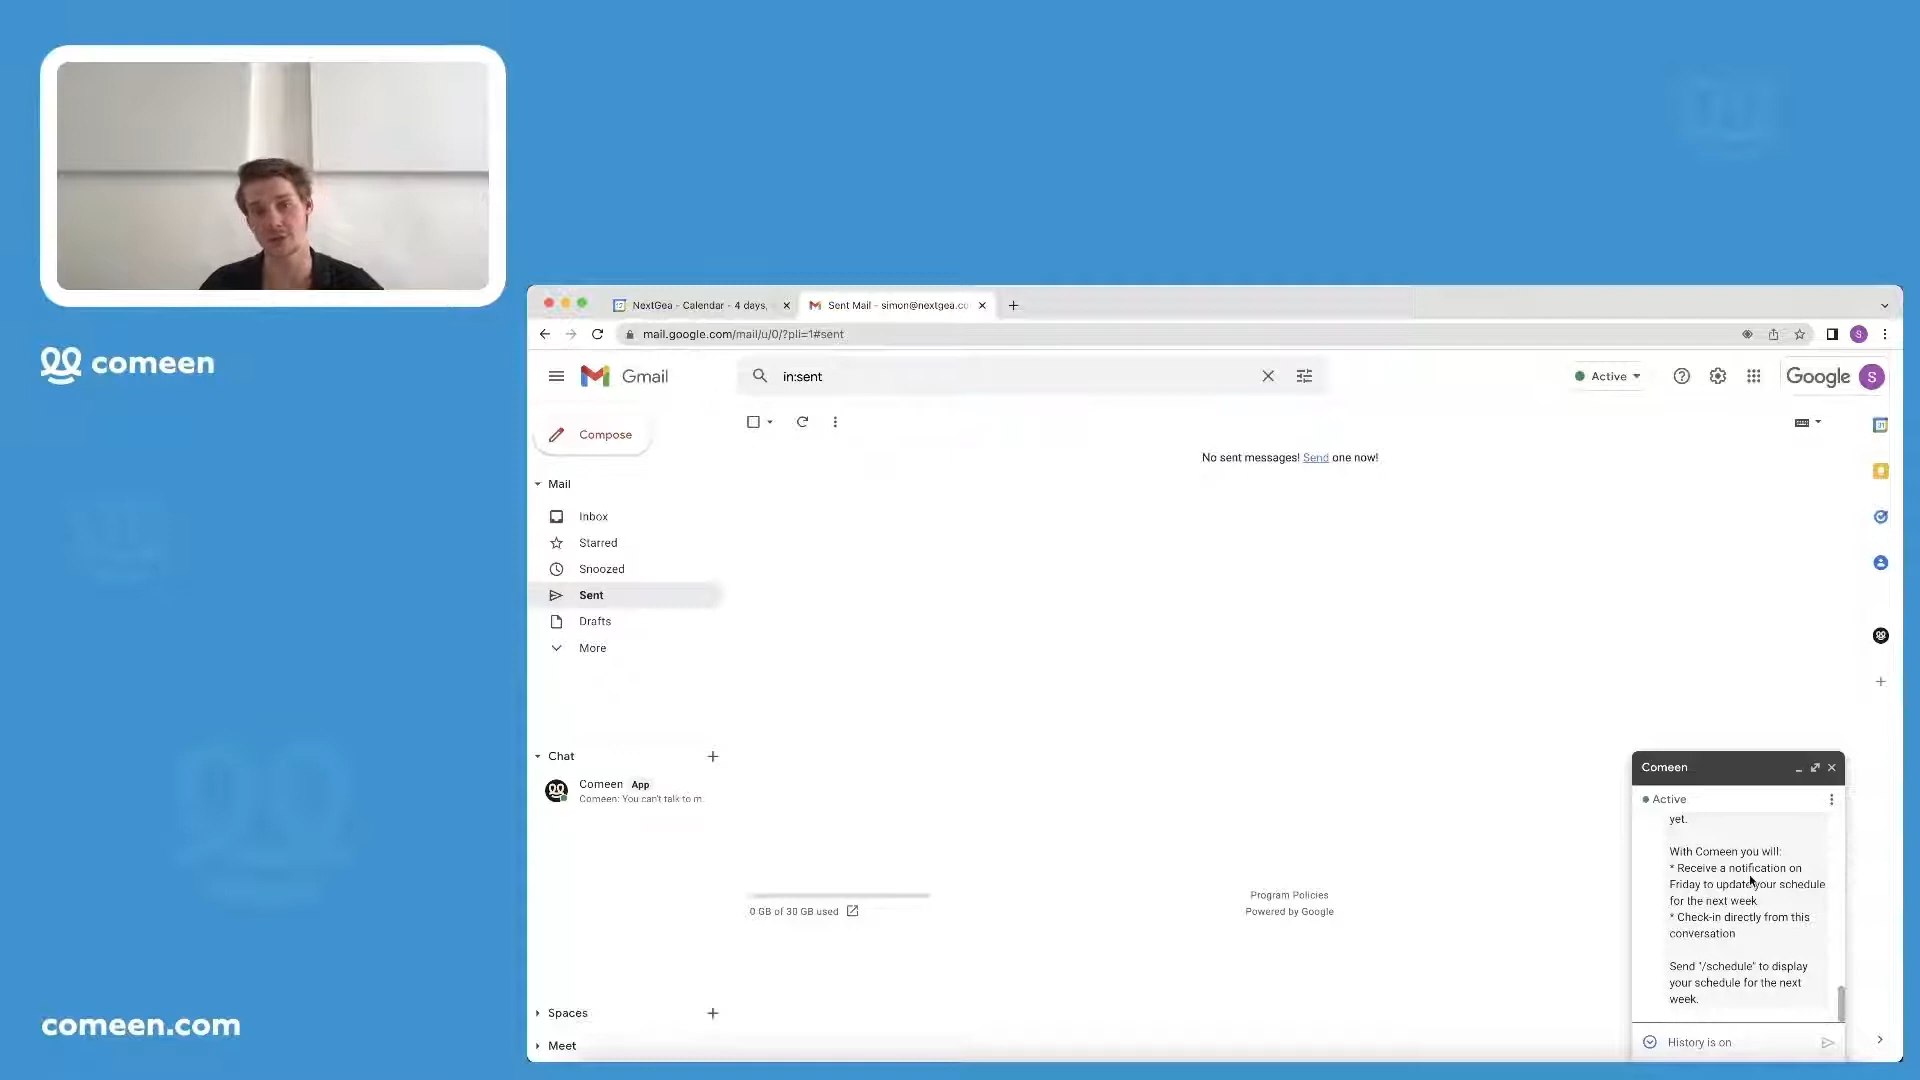 comeen
comeen.com
NextGea - Calendar - 4 days,
Sent Mail - simon@nextgea.co
mail.google.com/mail/u/0/?pli=1#sent
Gmail
in:sent
Active
Google
S
Compose
No sent messages! Send one now!
Mail
Inbox
Starred
Snoozed
Sent
Drafts
More
Chat
Comeen App
Comeen: You can't talk to m
0 GB of 30 GB used
Program Policies
Powered by Google
Spaces
Meet
Comeen
Active
yet.
With Comeen you will:
* Receive a notification on
Friday to update your schedule
for the next week
* Check-in directly from this
conversation
Send "/schedule" to display
your schedule for the next
week.
History is on